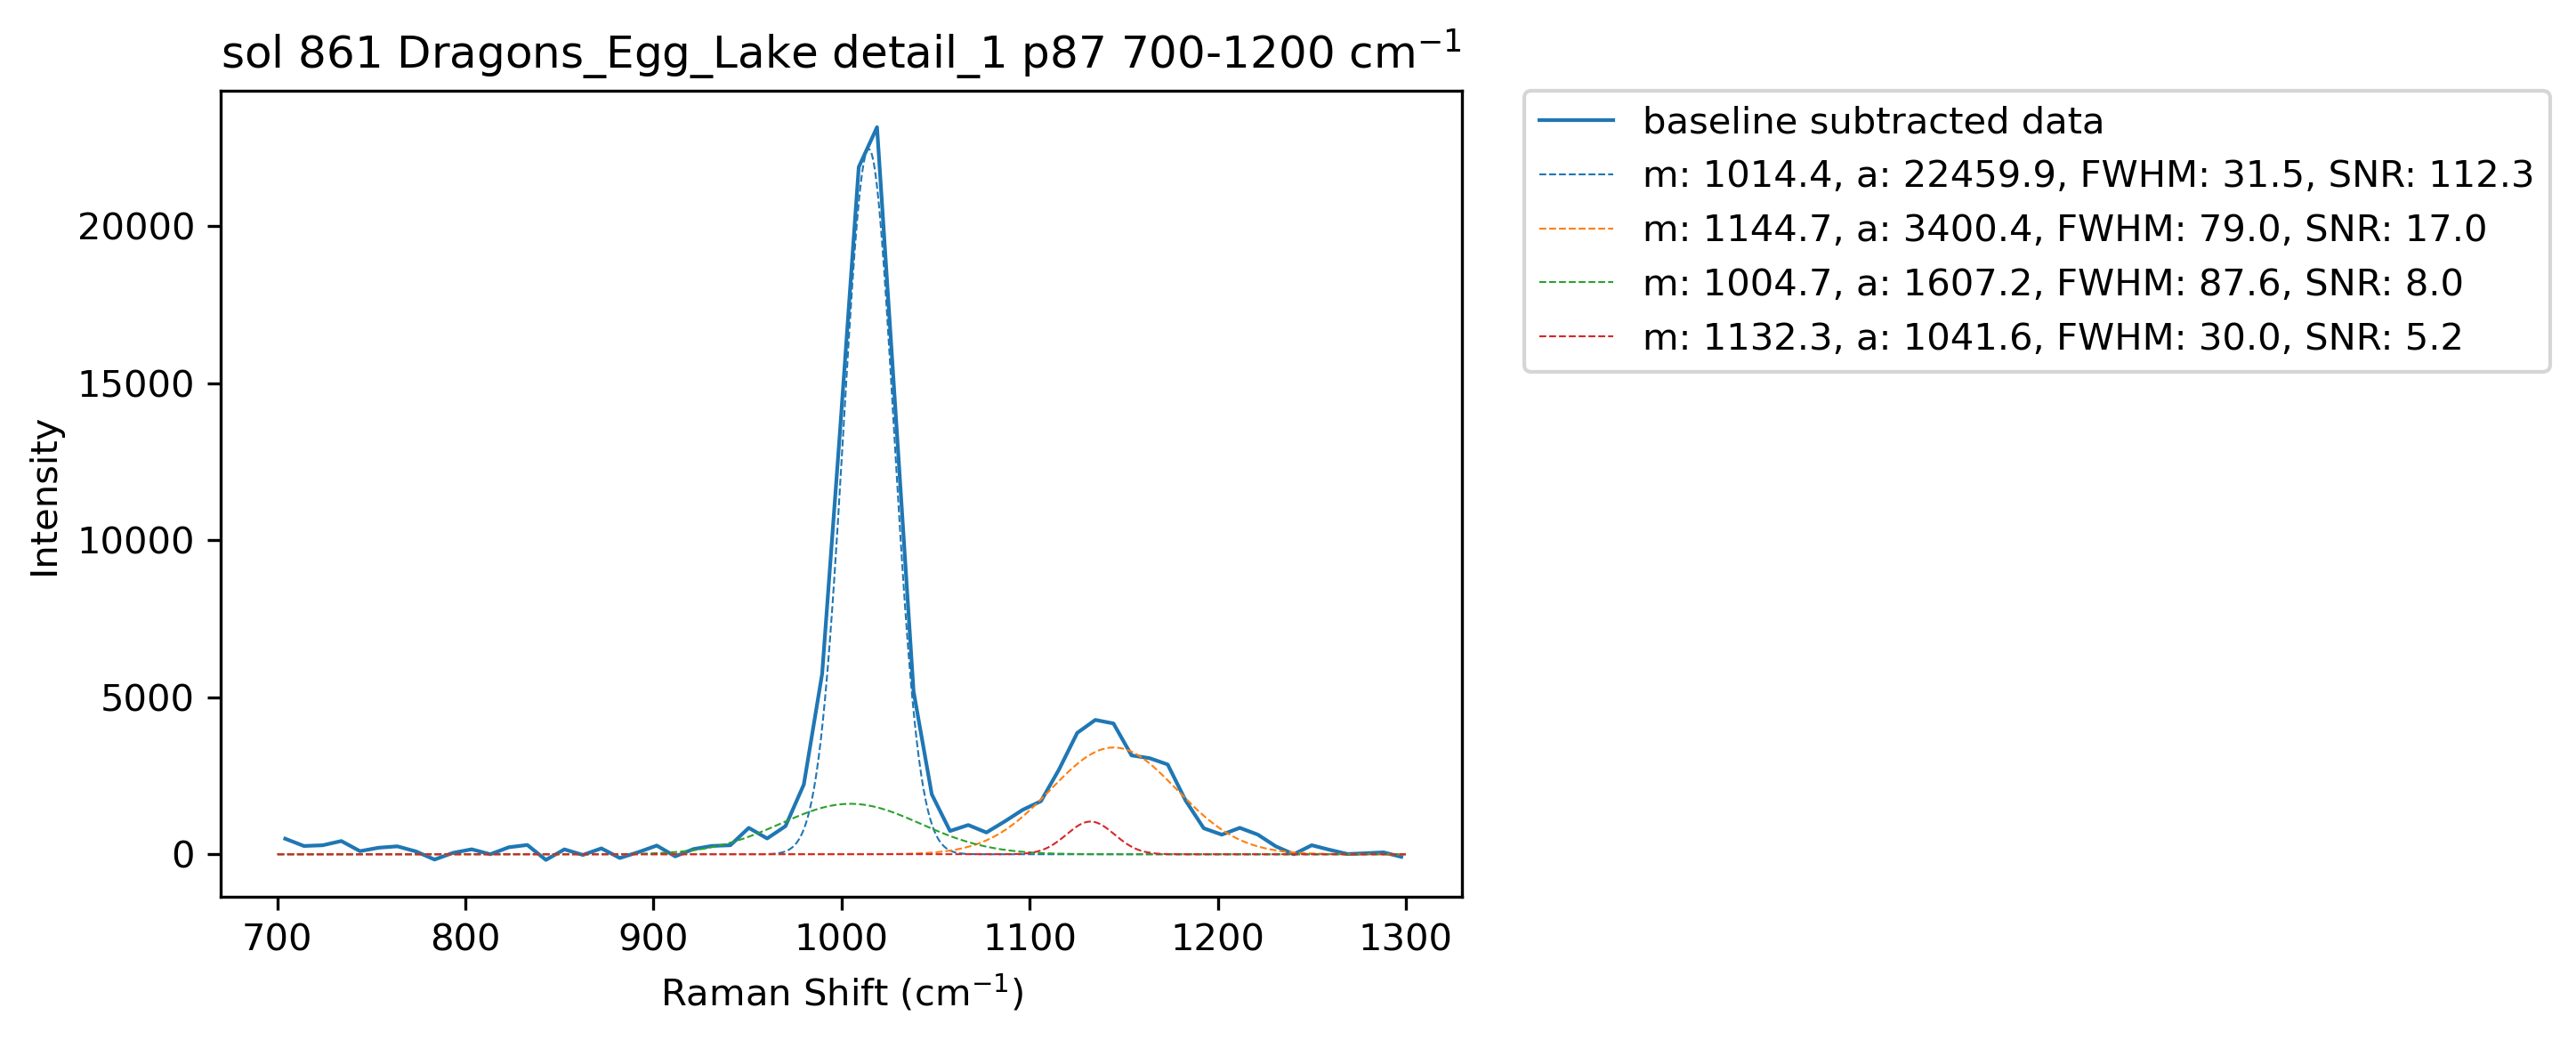 sol 861 Dragons_Egg_Lake detail_1 p87 700-1200 cm⁻¹
baseline subtracted data
m: 1014.4, a: 22459.9, FWHM: 31.5, SNR: 112.3
m: 1144.7, a: 3400.4, FWHM: 79.0, SNR: 17.0
m: 1004.7, a: 1607.2, FWHM: 87.6, SNR: 8.0
m: 1132.3, a: 1041.6, FWHM: 30.0, SNR: 5.2
Intensity
20000
15000
10000
5000
0
700 800 900 1000 1100 1200 1300
Raman Shift (cm⁻¹)